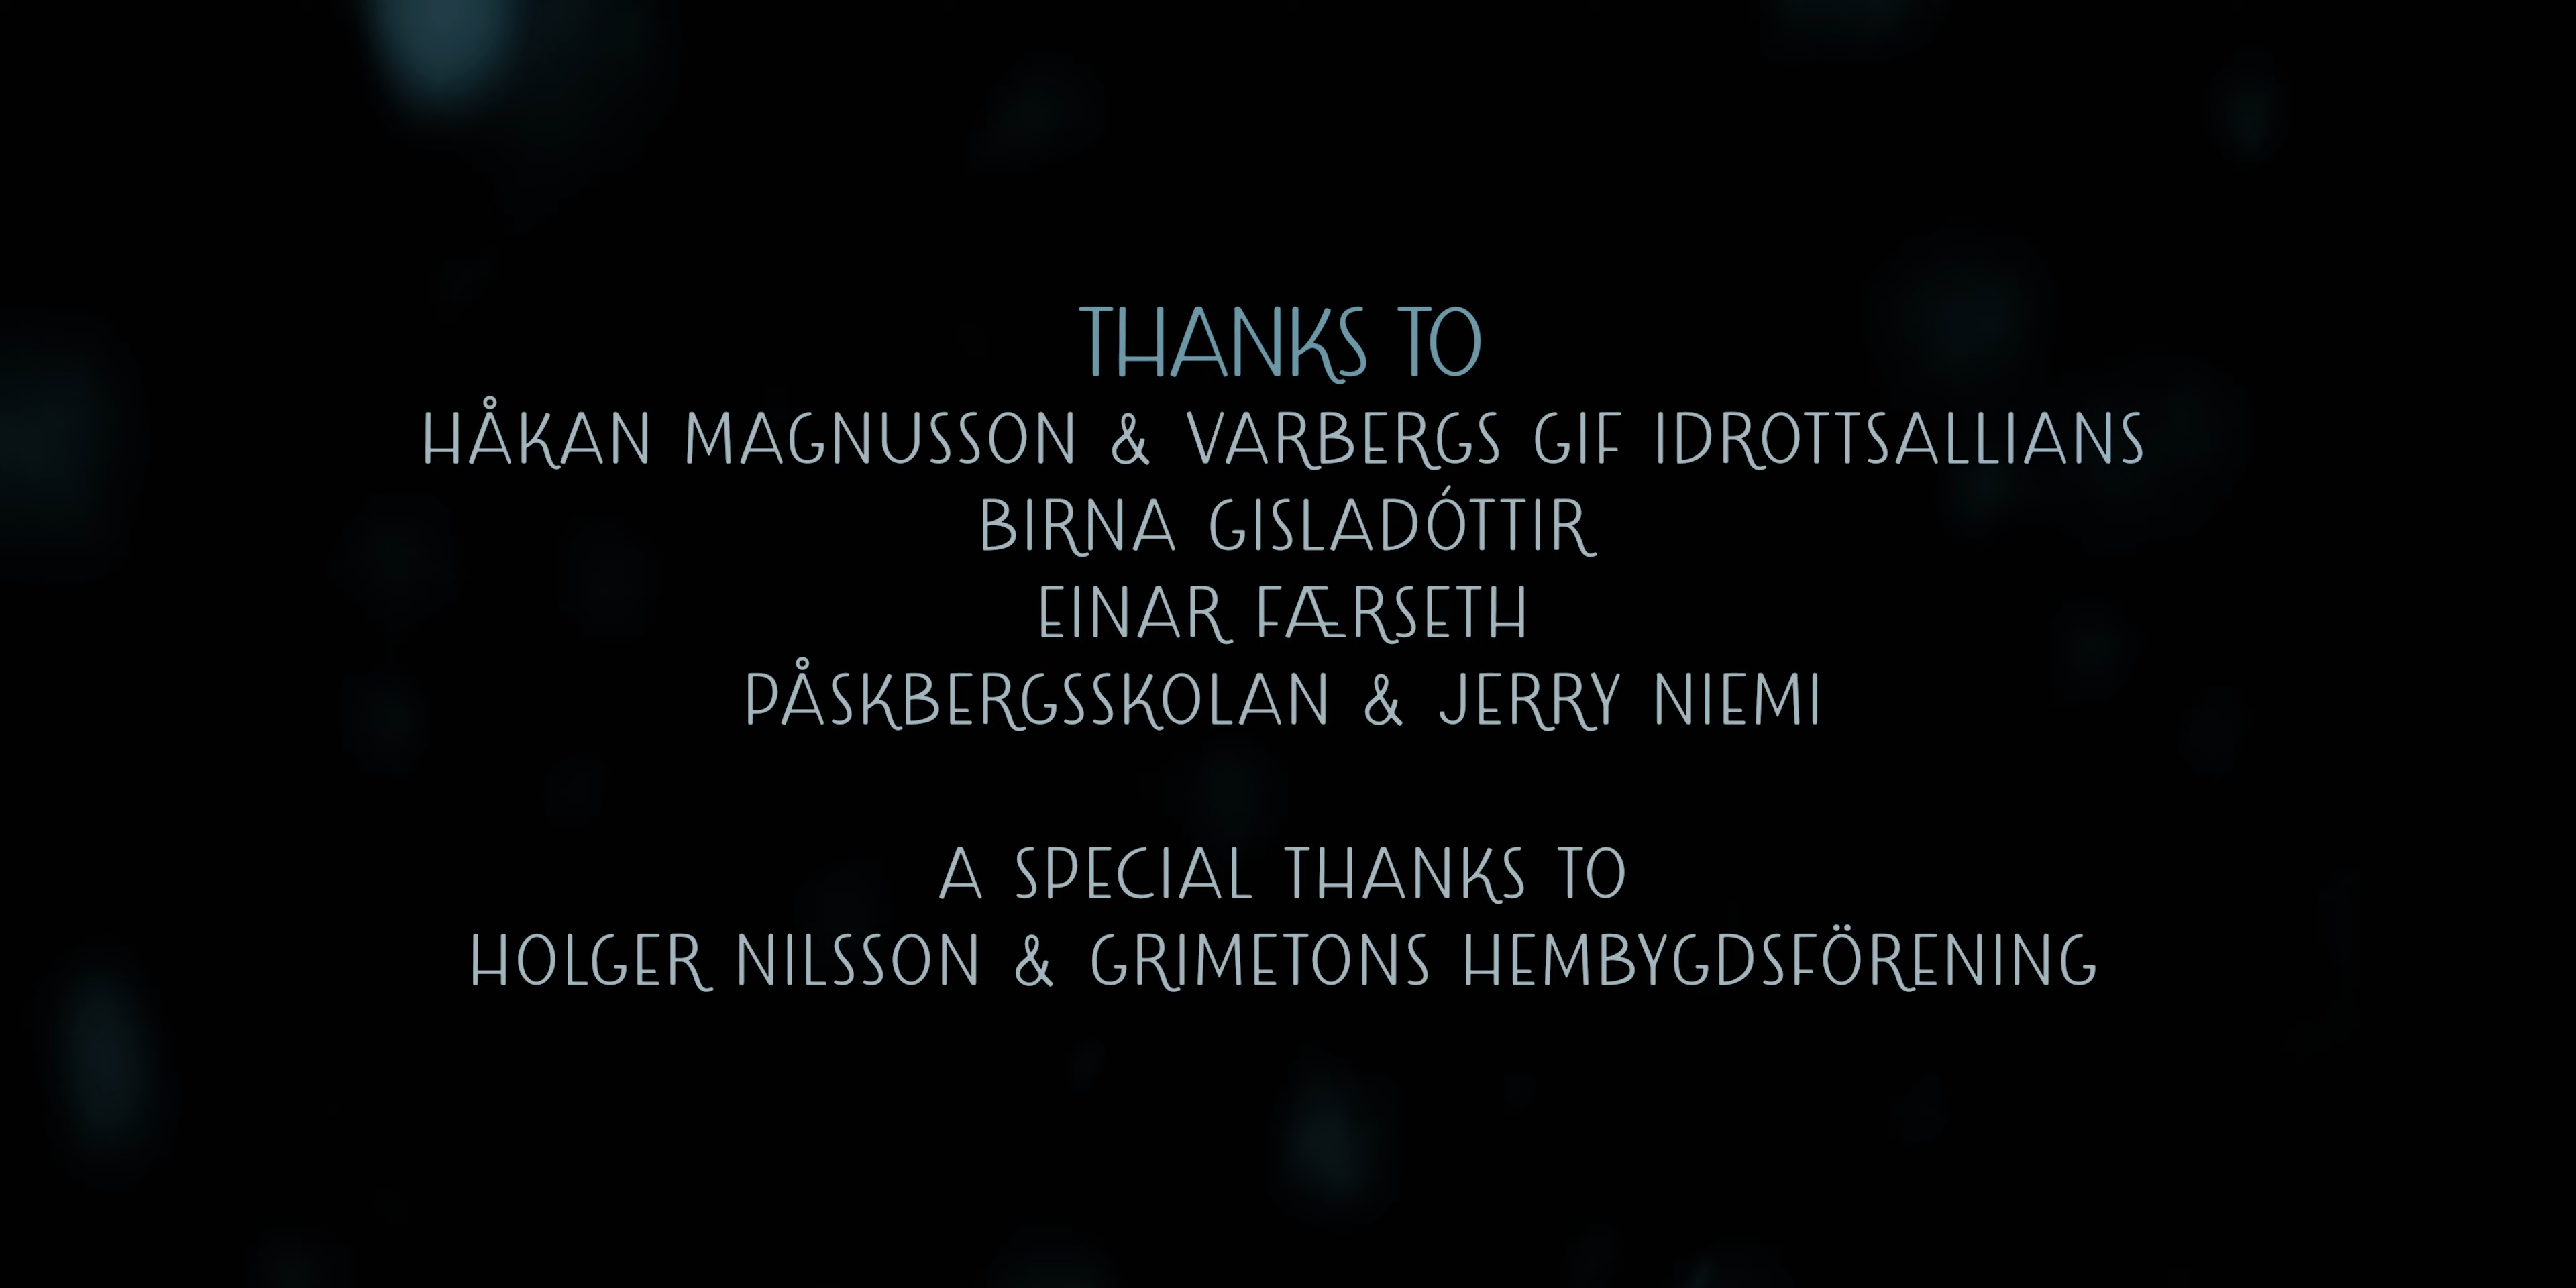 THANKS TO
HÅKAN MAGNUSSON & VARBERGS GIF IDROTTSALLIANS
BIRNA GISLADÓTTIR
EINAR FÆRSETH
PÅSKBERGSSKOLAN & JERRY NIEMI
A SPECIAL THANKS TO
HOLGER NILSSON & GRIMETONS HEMBYGDSFÖRENING